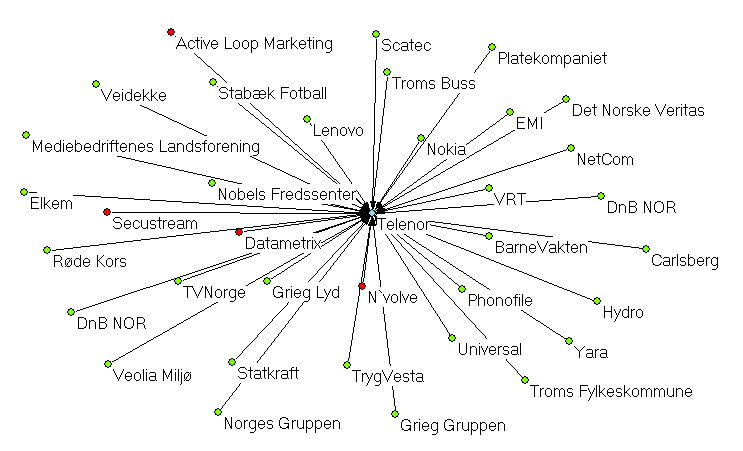 Active Loop Marketing
Scatec
Platekompaniet
Troms Buss
Veidekke
Stabæk Fotball
Det Norske Veritas
EMI
Lenovo
Mediebedriftenes Landsforening
Nokia
NetCom
Nobels Fredssenter
VRT
Elkem
DnB NOR
Secustream
Telenor
Datametrix
BarneVakten
Røde Kors
Carlsberg
TVNorge
Grieg Lyd
N'volve
Phonofile
Hydro
DnB NOR
Universal
Yara
Veolia Miljø
Statkraft
TrygVesta
Troms Fylkeskommune
Norges Gruppen
Grieg Gruppen